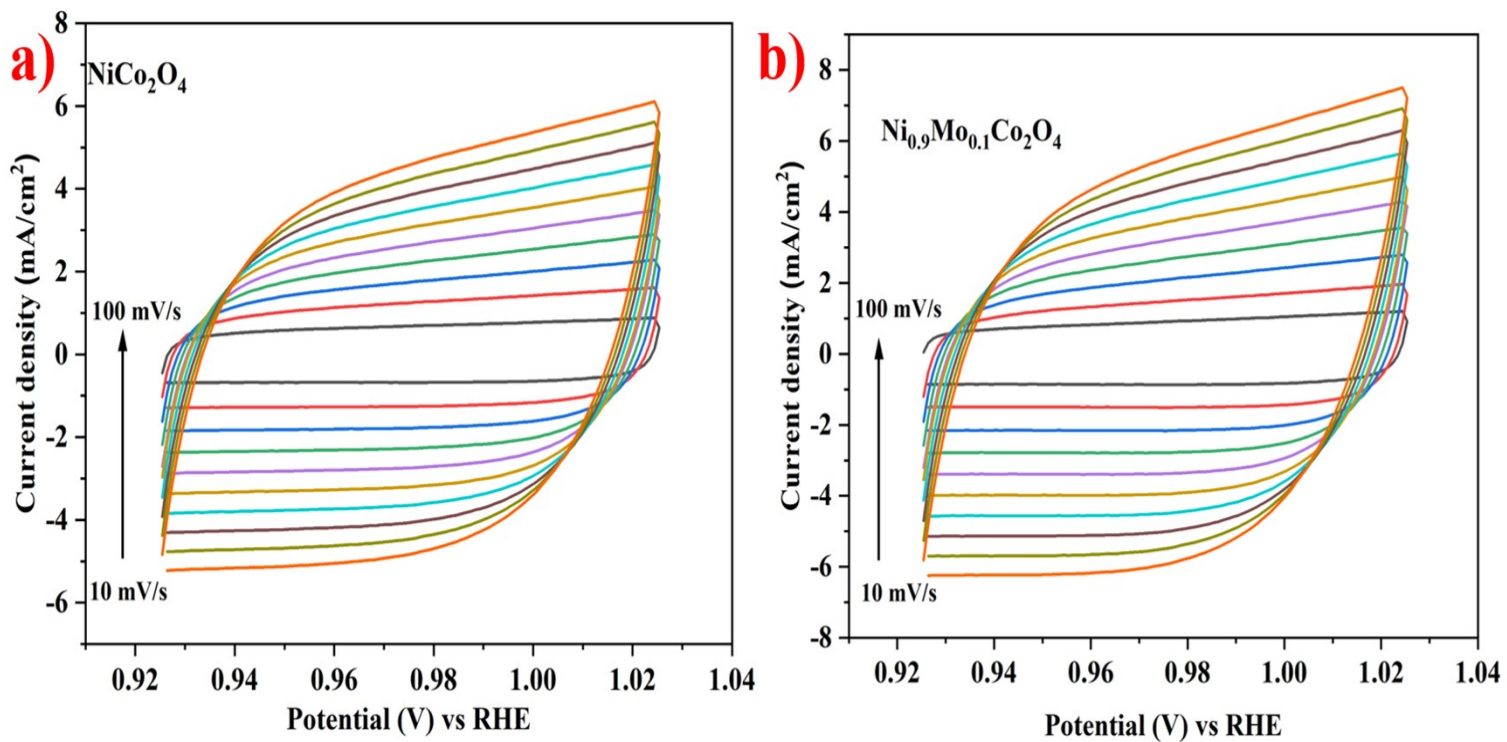 a)
NiCo₂O₄
8
6
4
2
0
-2
-4
-6
Current density (mA/cm²)
100 mV/s
10 mV/s
0.92 0.94 0.96 0.98 1.00 1.02 1.04
Potential (V) vs RHE
b)
Ni₀.₉Mo₀.₁Co₂O₄
8
6
4
2
0
-2
-4
-6
-8
Current density (mA/cm²)
100 mV/s
10 mV/s
0.92 0.94 0.96 0.98 1.00 1.02 1.04
Potential (V) vs RHE